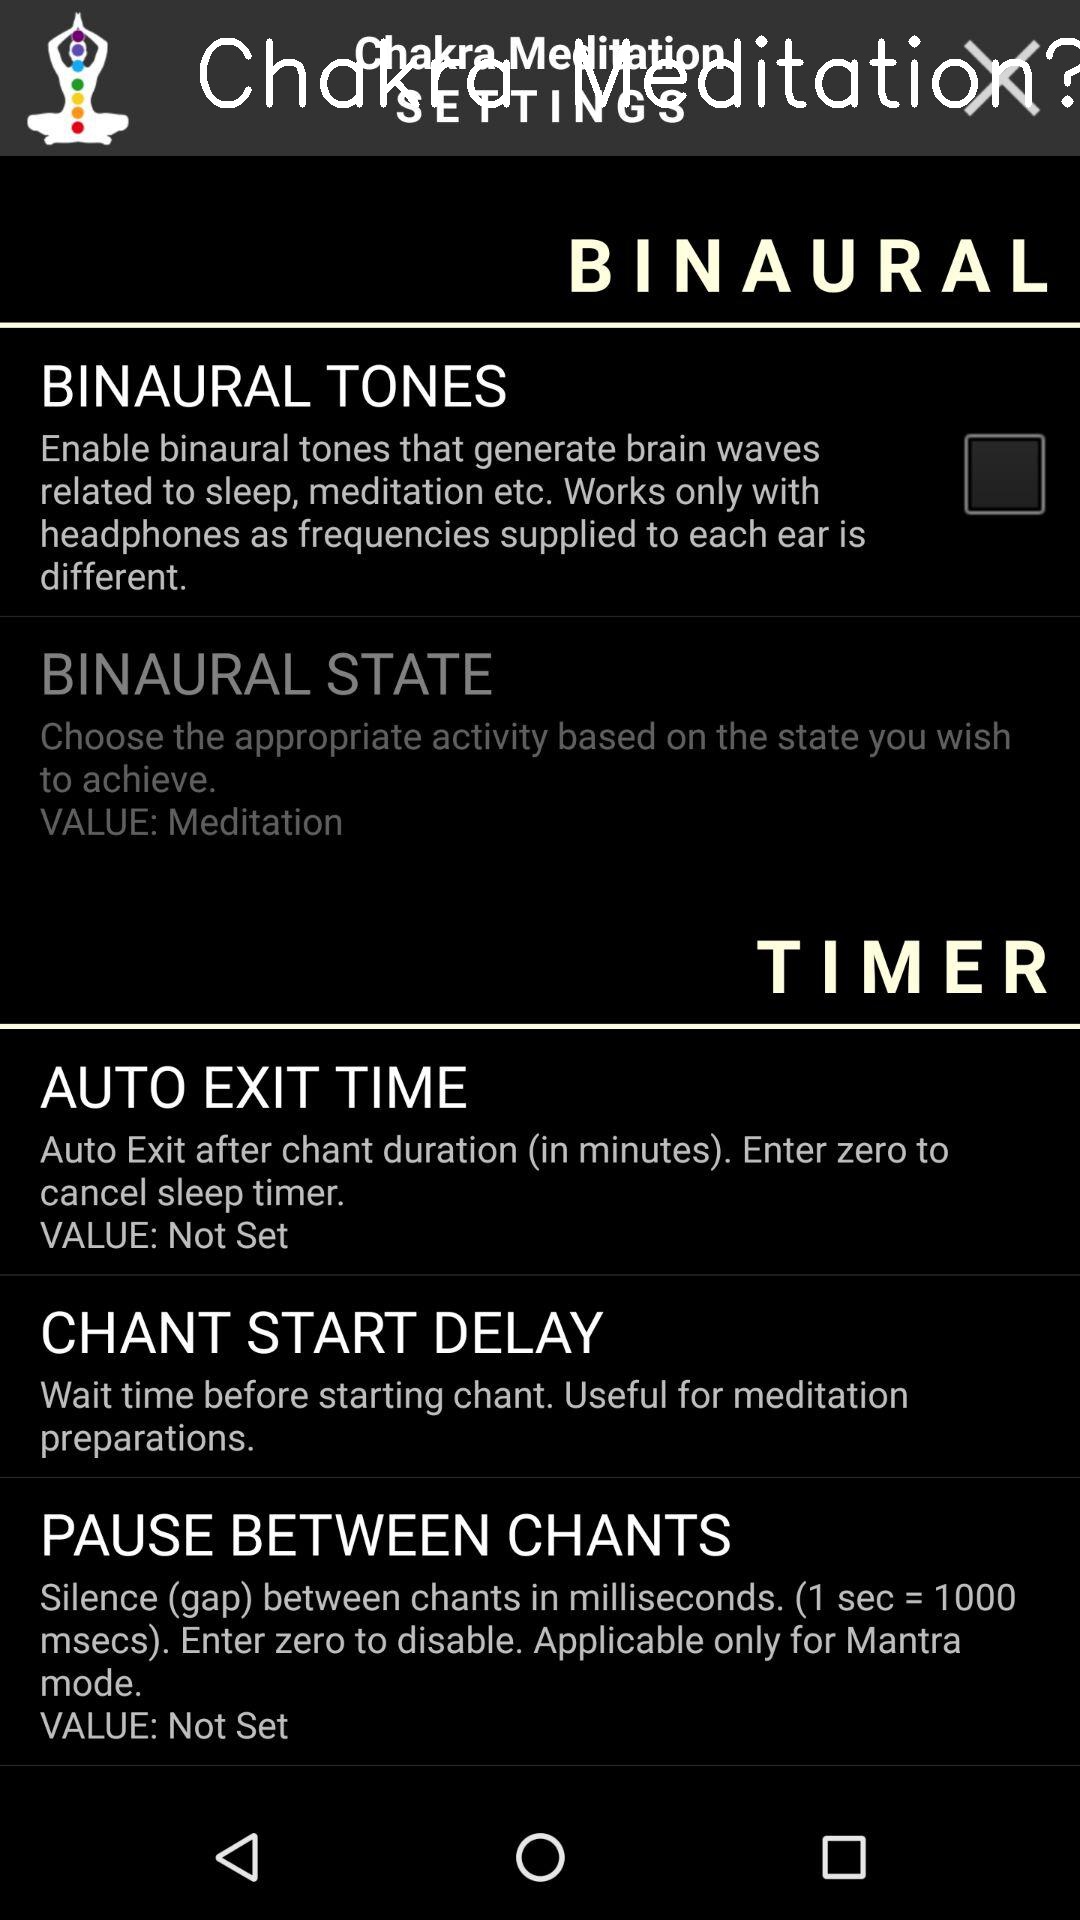 Chakra Meditation?
Chakra Meditation
SETTINGS
BINAURAL
BINAURAL TONES
Enable binaural tones that generate brain waves
related to sleep, meditation etc. Works only with
headphones as frequencies supplied to each ear is
different.
BINAURAL STATE
Choose the appropriate activity based on the state you wish
to achieve.
VALUE: Meditation
TIMER
AUTO EXIT TIME
Auto Exit after chant duration (in minutes). Enter zero to
cancel sleep timer.
VALUE: Not Set
CHANT START DELAY
Wait time before starting chant. Useful for meditation
preparations.
PAUSE BETWEEN CHANTS
Silence (gap) between chants in milliseconds. (1 sec = 1000
msecs). Enter zero to disable. Applicable only for Mantra
mode.
VALUE: Not Set